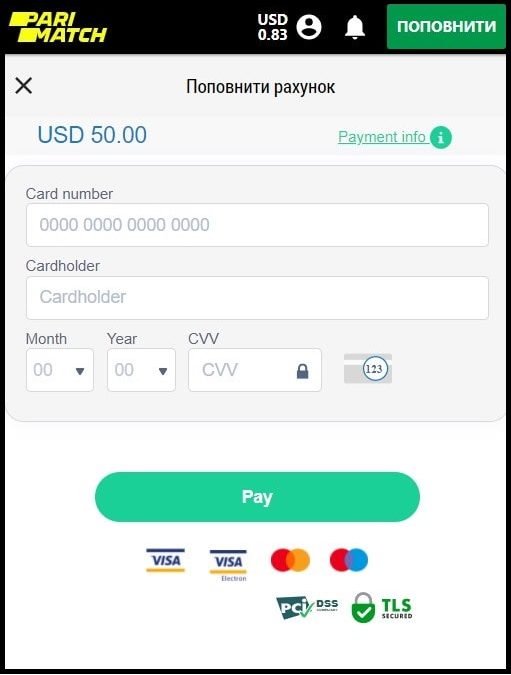 PARI MATCH
USD 0.83
ПОПОВНИТИ
Поповнити рахунок
USD 50.00
Payment info i
Card number
0000 0000 0000 0000
Cardholder
Cardholder
Month Year CVV
00 00 CVV 123
Pay
VISA VISA Electron
PCI DSS COMPLIANT TLS SECURED